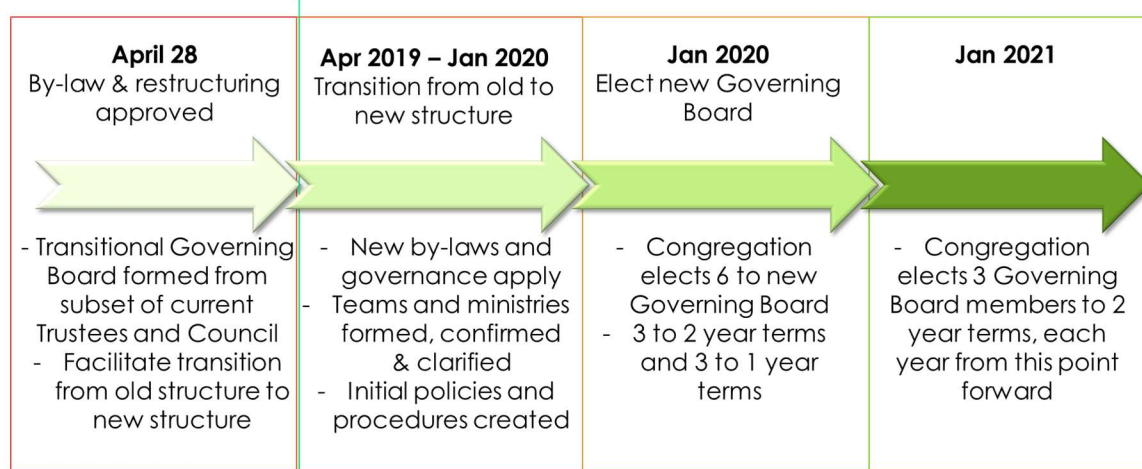 April 28
By-law & restructuring
approved
- Transitional Governing
Board formed from
subset of current
Trustees and Council
- Facilitate transition
from old structure to
new structure
Apr 2019 – Jan 2020
Transition from old to
new structure
- New by-laws and
governance apply
- Teams and ministries
formed, confirmed
& clarified
- Initial policies and
procedures created
Jan 2020
Elect new Governing
Board
- Congregation
elects 6 to new
Governing Board
- 3 to 2 year terms
and 3 to 1 year
terms
Jan 2021
- Congregation
elects 3 Governing
Board members to 2
year terms, each
year from this point
forward